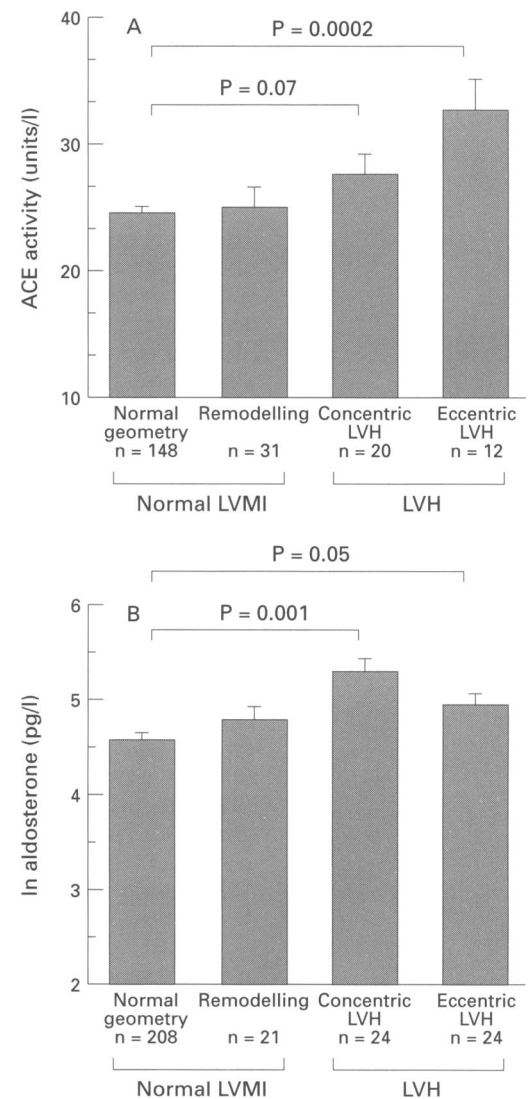 40
A
P = 0.0002
P = 0.07
30
ACE activity (units/l)
20
10
Normal geometry n = 148
Remodelling n = 31
Concentric LVH n = 20
Eccentric LVH n = 12
Normal LVMI
LVH
P = 0.05
6
B
P = 0.001
5
ln aldosterone (pg/l)
4
3
2
Normal geometry n = 208
Remodelling n = 21
Concentric LVH n = 24
Eccentric LVH n = 24
Normal LVMI
LVH